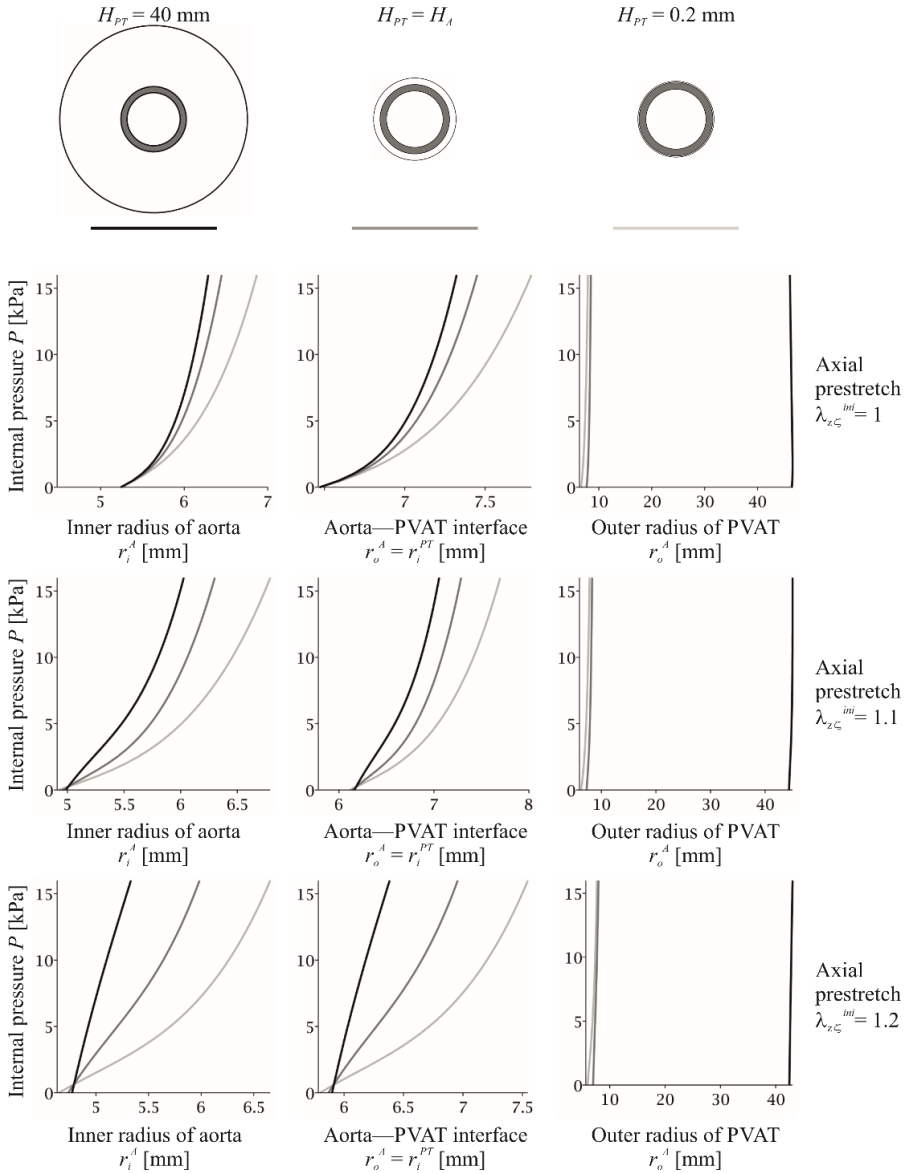 H_PT = 40 mm
H_PT = H_A
H_PT = 0.2 mm
Internal pressure P [kPa]
15
10
5
0
5
6
7
Inner radius of aorta
r_i^A [mm]
15
10
5
0
7
7.5
Aorta—PVAT interface
r_o^A = r_i^PT [mm]
15
10
5
0
10
20
30
40
Outer radius of PVAT
r_o^A [mm]
Axial
prestretch
λ_zζ^ini = 1
Internal pressure P [kPa]
15
10
5
0
5
5.5
6
6.5
Inner radius of aorta
r_i^A [mm]
15
10
5
0
6
7
8
Aorta—PVAT interface
r_o^A = r_i^PT [mm]
15
10
5
0
10
20
30
40
Outer radius of PVAT
r_o^A [mm]
Axial
prestretch
λ_zζ^ini = 1.1
Internal pressure P [kPa]
15
10
5
0
5
5.5
6
6.5
Inner radius of aorta
r_i^A [mm]
15
10
5
0
6
6.5
7
7.5
Aorta—PVAT interface
r_o^A = r_i^PT [mm]
15
10
5
0
10
20
30
40
Outer radius of PVAT
r_o^A [mm]
Axial
prestretch
λ_zζ^ini = 1.2